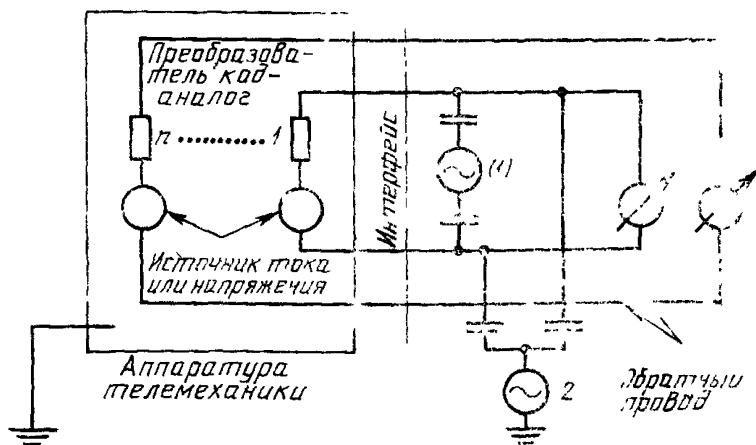 Преобразова-
тель код-
аналог
n 1
Интерфейс
(1)
Источник тока
или напряжения
Аппаратура
телемеханики
2
Обратный
провод